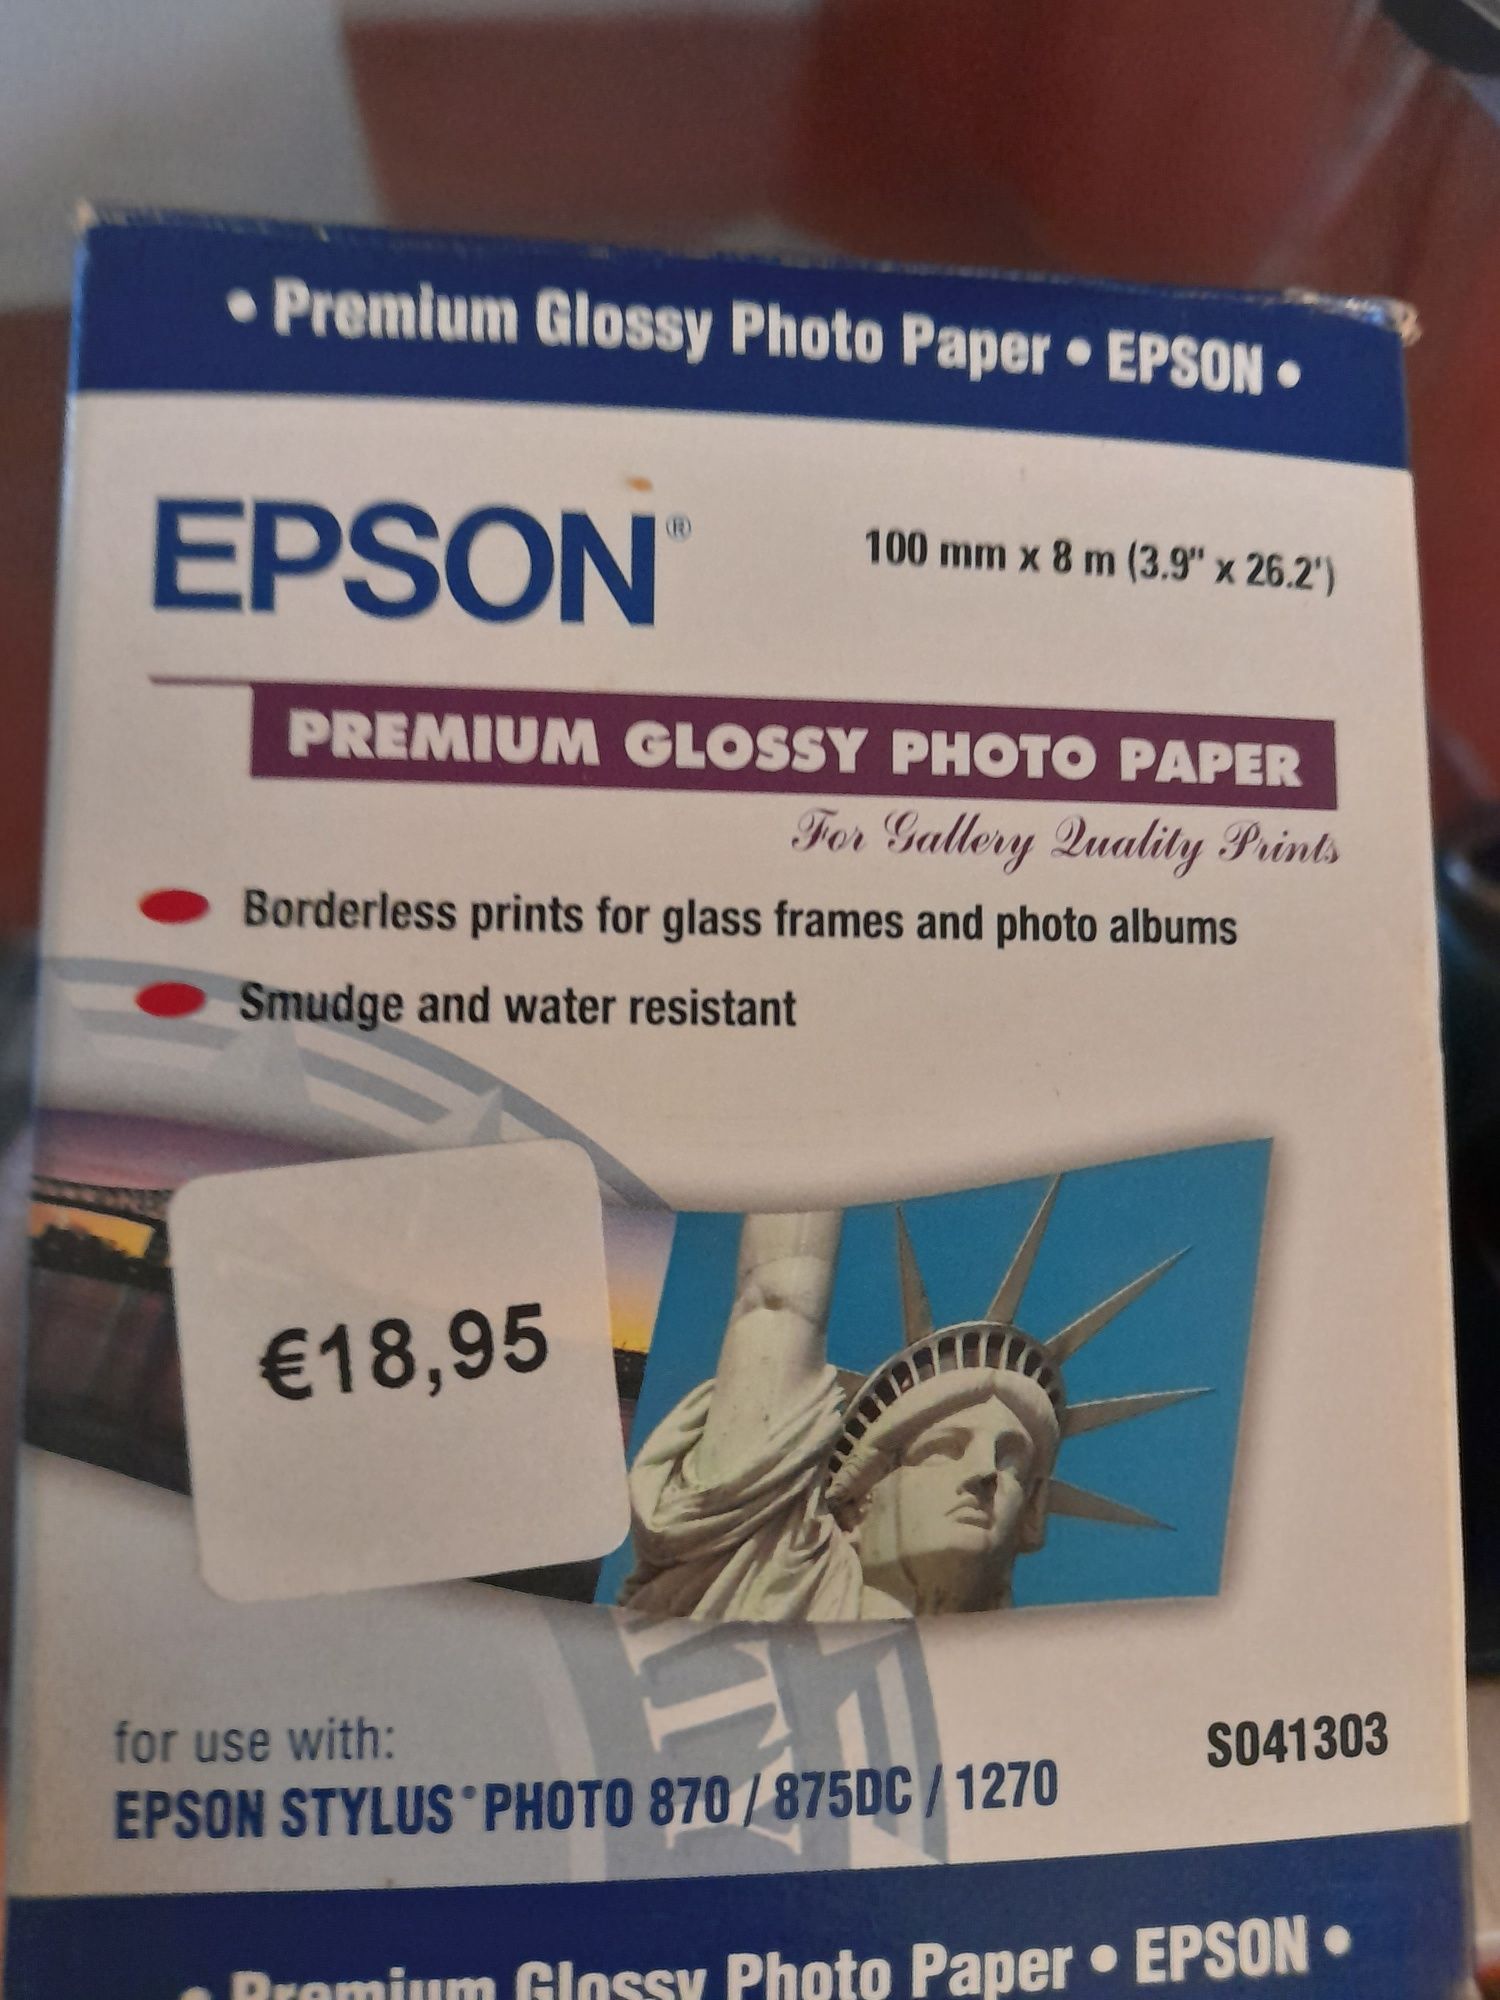 • Premium Glossy Photo Paper • EPSON •
EPSON®
100 mm x 8 m (3.9" x 26.2')
PREMIUM GLOSSY PHOTO PAPER
For Gallery Quality Prints
Borderless prints for glass frames and photo albums
Smudge and water resistant
€18,95
for use with:
S041303
EPSON STYLUS® PHOTO 870 / 875DC / 1270
• Premium Glossy Photo Paper • EPSON •